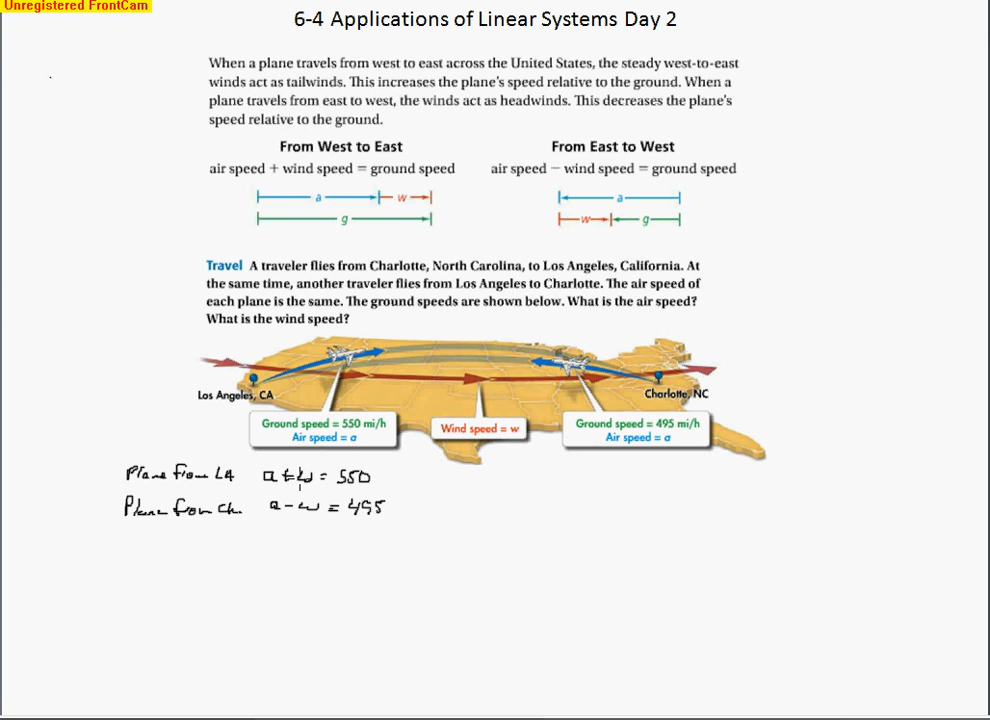 Unregistered FrontCam
6-4 Applications of Linear Systems Day 2
When a plane travels from west to east across the United States, the steady west-to-east
winds act as tailwinds. This increases the plane's speed relative to the ground. When a
plane travels from east to west, the winds act as headwinds. This decreases the plane's
speed relative to the ground.
From West to East
air speed + wind speed = ground speed
a w
g
From East to West
air speed − wind speed = ground speed
a
w g
Travel A traveler flies from Charlotte, North Carolina, to Los Angeles, California. At
the same time, another traveler flies from Los Angeles to Charlotte. The air speed of
each plane is the same. The ground speeds are shown below. What is the air speed?
What is the wind speed?
Los Angeles, CA
Charlotte, NC
Ground speed = 550 mi/h
Air speed = a
Wind speed = w
Ground speed = 495 mi/h
Air speed = a
Plane from LA a + w = 550
Plane from Ch. a - w = 495